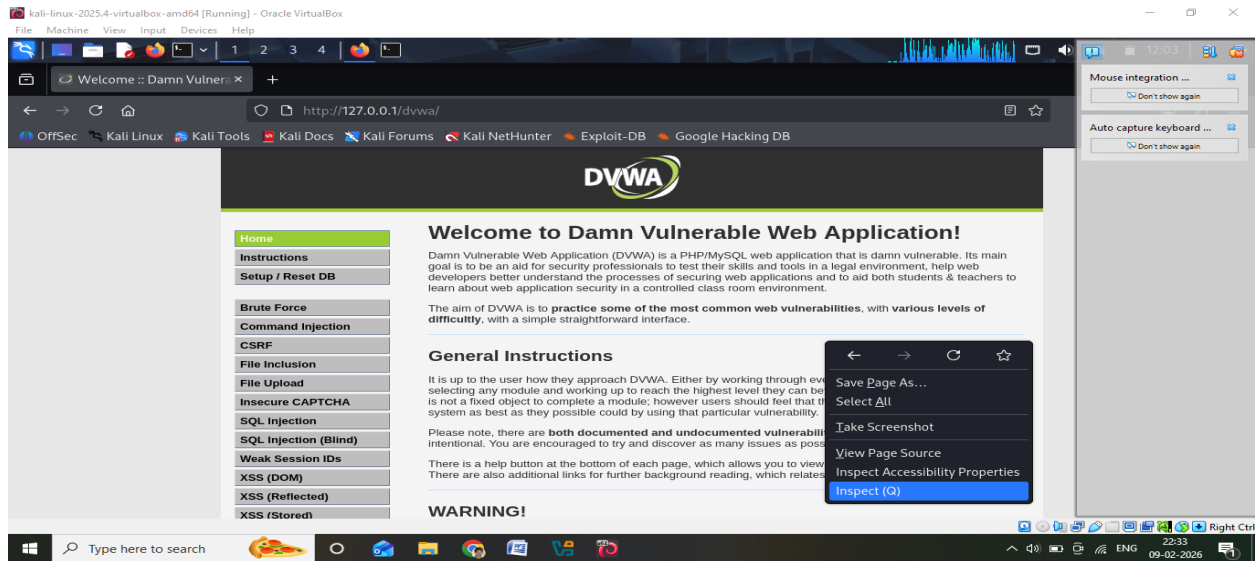 kali-linux-2025.4-virtualbox-amd64 [Running] - Oracle VirtualBox
File Machine View Input Devices Help
1 2 3 4
12:03
Welcome :: Damn Vulnera
http://127.0.0.1/dvwa/
OffSec Kali Linux Kali Tools Kali Docs Kali Forums Kali NetHunter Exploit-DB Google Hacking DB
Mouse integration ...
Don't show again
Auto capture keyboard ...
Don't show again
DVWA
Home
Instructions
Setup / Reset DB
Brute Force
Command Injection
CSRF
File Inclusion
File Upload
Insecure CAPTCHA
SQL Injection
SQL Injection (Blind)
Weak Session IDs
XSS (DOM)
XSS (Reflected)
XSS (Stored)
Welcome to Damn Vulnerable Web Application!
Damn Vulnerable Web Application (DVWA) is a PHP/MySQL web application that is damn vulnerable. Its main
goal is to be an aid for security professionals to test their skills and tools in a legal environment, help web
developers better understand the processes of securing web applications and to aid both students & teachers to
learn about web application security in a controlled class room environment.
The aim of DVWA is to practice some of the most common web vulnerabilities, with various levels of
difficultly, with a simple straightforward interface.
General Instructions
It is up to the user how they approach DVWA. Either by working through eve
selecting any module and working up to reach the highest level they can be
is not a fixed object to complete a module; however users should feel that th
system as best as they possible could by using that particular vulnerability.
Please note, there are both documented and undocumented vulnerabili
intentional. You are encouraged to try and discover as many issues as poss
There is a help button at the bottom of each page, which allows you to view
There are also additional links for further background reading, which relates
WARNING!
Save Page As...
Select All
Take Screenshot
View Page Source
Inspect Accessibility Properties
Inspect (Q)
Right Ctrl
Type here to search
ENG
22:33
09-02-2026